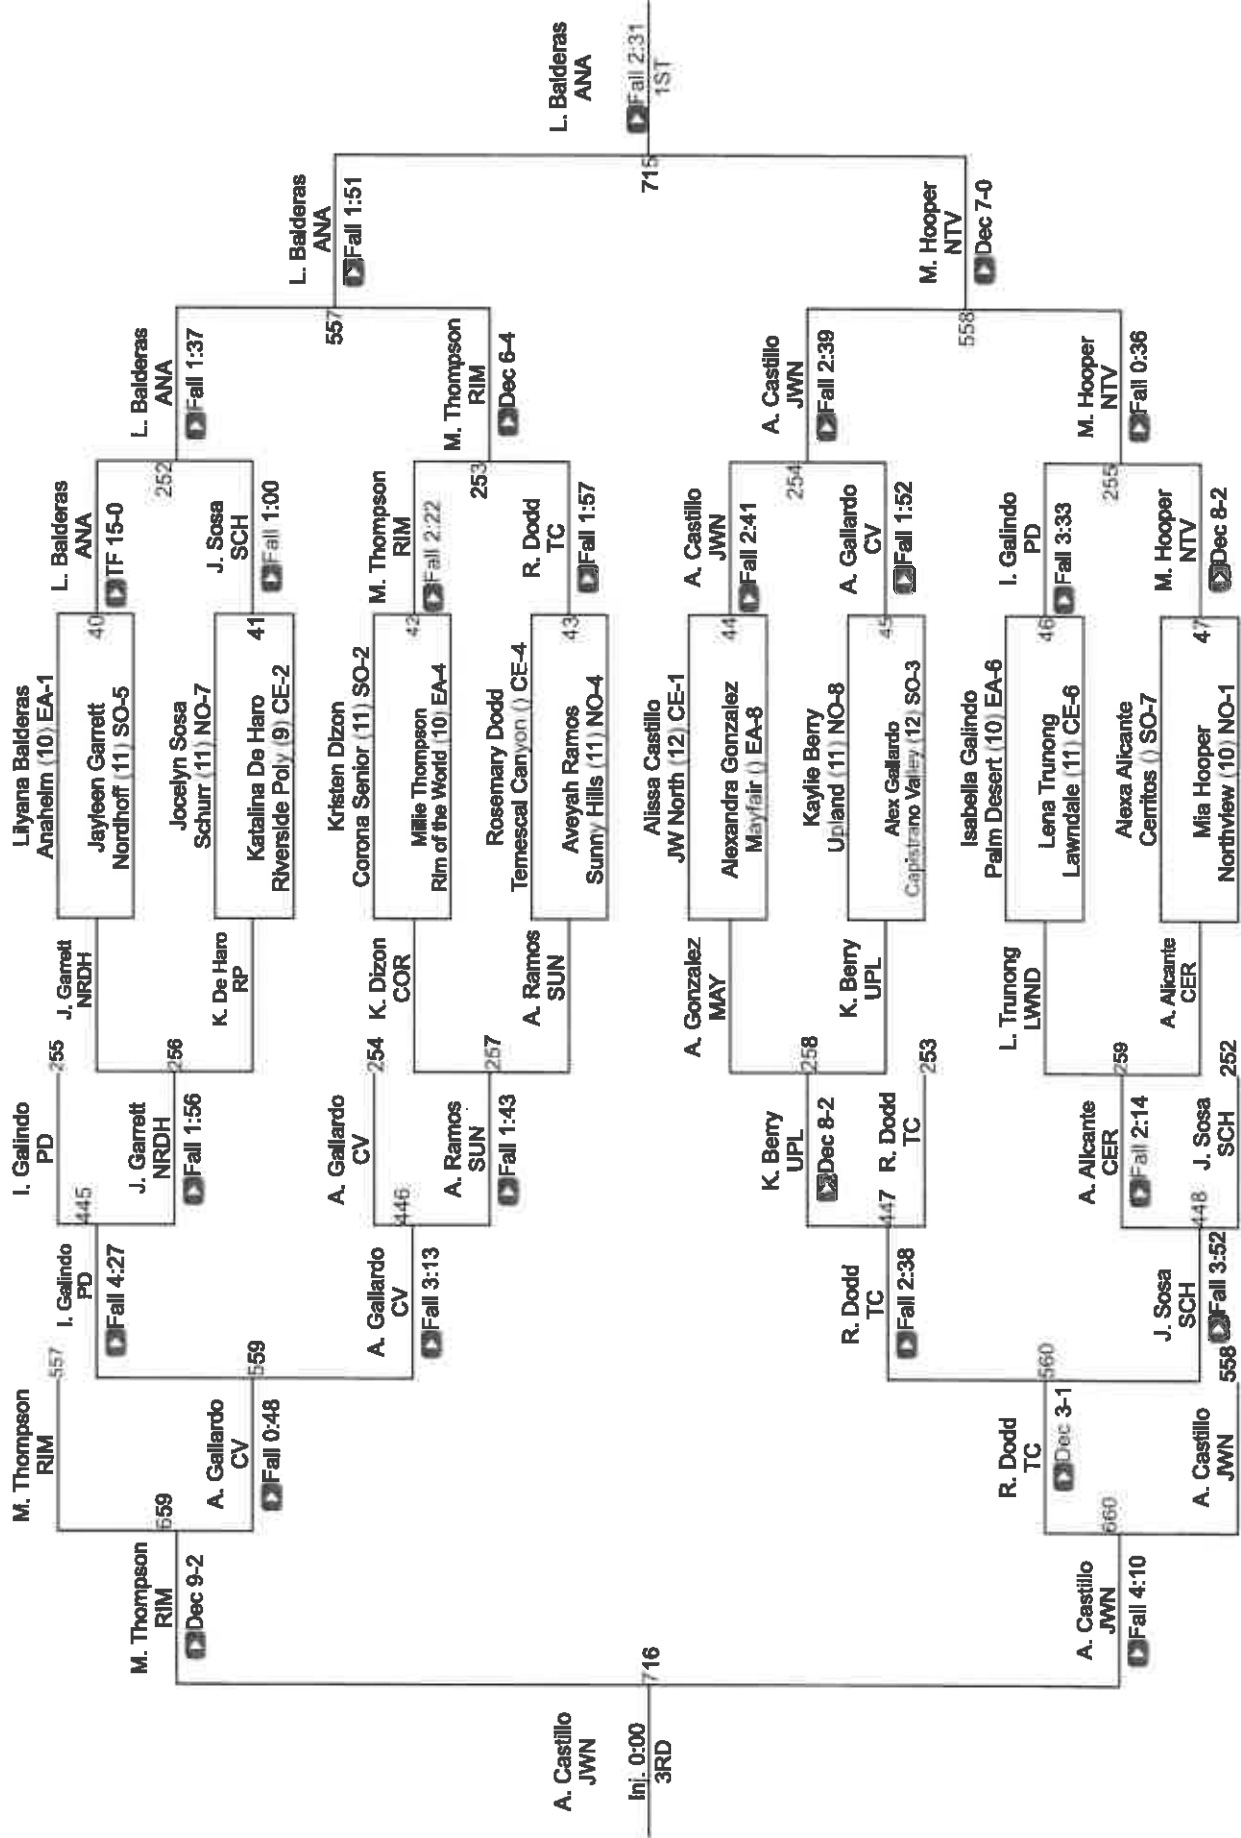 Lilyana Balderas
Anaheim (10) EA-1
40
Jayleen Garrett
Nordhoff (11) SO-5
Jocelyn Sosa
Schurr (11) NO-7
41
Katalina De Haro
Riverside Poly (9) CE-2
Kristen Dizon
Corona Senior (11) SO-2
42
Millie Thompson
Rim of the World (10) EA-4
Rosemary Dodd
Temescal Canyon () CE-4
43
Aveyah Ramos
Sunny Hills (11) NO-4
Alissa Castillo
JW North (12) CE-1
44
Alexandra Gonzalez
Mayfair () EA-8
Kaylie Berry
Upland (11) NO-8
45
Alex Gallardo
Capistrano Valley (12) SO-3
Isabella Galindo
Palm Desert (10) EA-6
46
Lena Trunong
Lawndale (11) CE-6
Alexa Alicante
Cerritos () SO-7
47
Mia Hooper
Northview (10) NO-1
L. Balderas
ANA
TF 15-0
252
J. Sosa
SCH
Fall 1:00
M. Thompson
RIM
Fall 2:22
253
R. Dodd
TC
Fall 1:57
A. Castillo
JWN
Fall 2:41
254
A. Gallardo
CV
Fall 1:52
I. Galindo
PD
Fall 3:33
255
M. Hooper
NTV
Dec 8-2
L. Balderas
ANA
Fall 1:37
557
M. Thompson
RIM
Dec 6-4
A. Castillo
JWN
Fall 2:39
558
M. Hooper
NTV
Fall 0:36
L. Balderas
ANA
Fall 1:51
715
M. Hooper
NTV
Dec 7-0
L. Balderas
ANA
Fall 2:31
1ST
J. Garrett
NRDH
256
K. De Haro
RP
K. Dizon
COR
257
A. Ramos
SUN
A. Gonzalez
MAY
258
K. Berry
UPL
L. Trunong
LWND
259
A. Alicante
CER
I. Galindo
PD
255
445
J. Garrett
NRDH
Fall 1:56
A. Gallardo
CV
254
446
A. Ramos
SUN
Fall 1:43
K. Berry
UPL
Dec 8-2
447
R. Dodd
TC
253
A. Alicante
CER
Fall 2:14
448
J. Sosa
SCH
252
I. Galindo
PD
Fall 4:27
559
A. Gallardo
CV
Fall 3:13
R. Dodd
TC
Fall 2:38
560
J. Sosa
SCH
Fall 3:52
M. Thompson
RIM
557
659
A. Gallardo
CV
Fall 0:48
R. Dodd
TC
Dec 3-1
660
A. Castillo
JWN
558
M. Thompson
RIM
Dec 9-2
716
A. Castillo
JWN
Fall 4:10
A. Castillo
JWN
Inj. 0:00
3RD